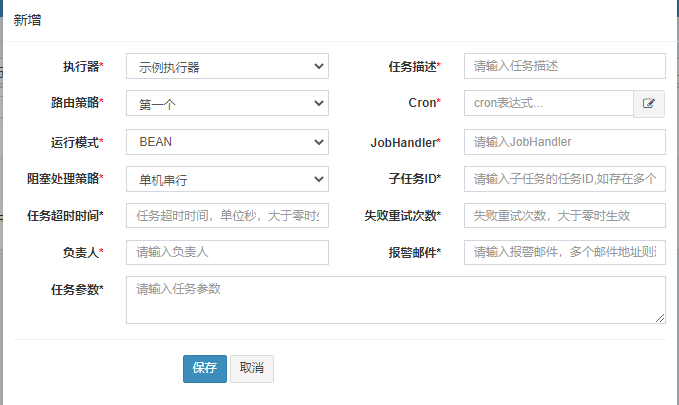 新增
执行器* 示例执行器 任务描述* 请输入任务描述
路由策略* 第一个 Cron* cron表达式...
运行模式* BEAN JobHandler* 请输入JobHandler
阻塞处理策略* 单机串行 子任务ID* 请输入子任务的任务ID,如存在多个
任务超时时间* 任务超时时间，单位秒，大于零时 失败重试次数* 失败重试次数，大于零时生效
负责人* 请输入负责人 报警邮件* 请输入报警邮件，多个邮件地址则
任务参数* 请输入任务参数
保存 取消